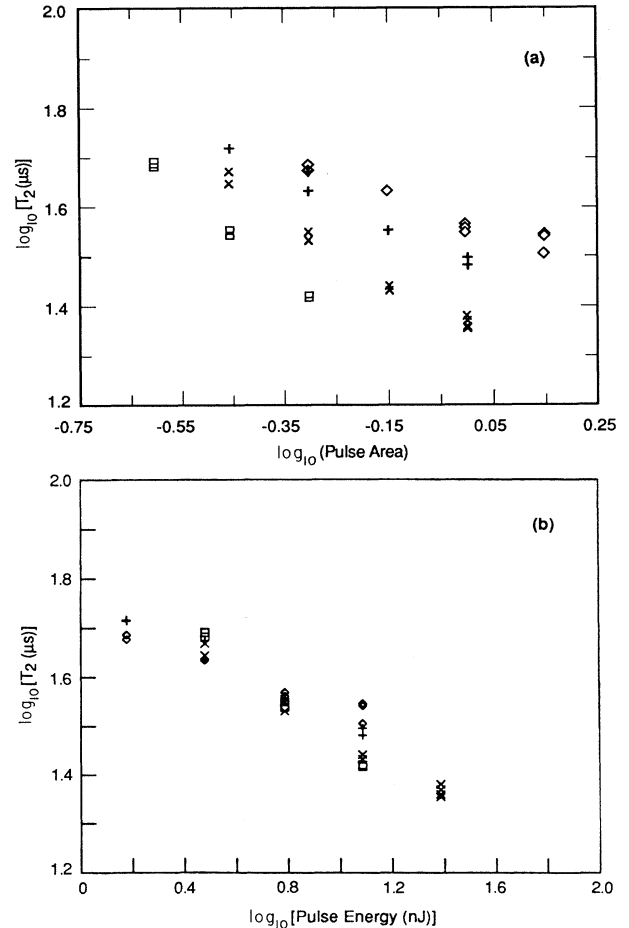 2.0
(a)
1.8
log10 [T2(μs)]
1.6
1.4
1.2
-0.75 -0.55 -0.35 -0.15 0.05 0.25
log10 (Pulse Area)
2.0
(b)
1.8
log10[T2 (μs)]
1.6
1.4
1.2
0 0.4 0.8 1.2 1.6 2.0
log10 [Pulse Energy (nJ)]